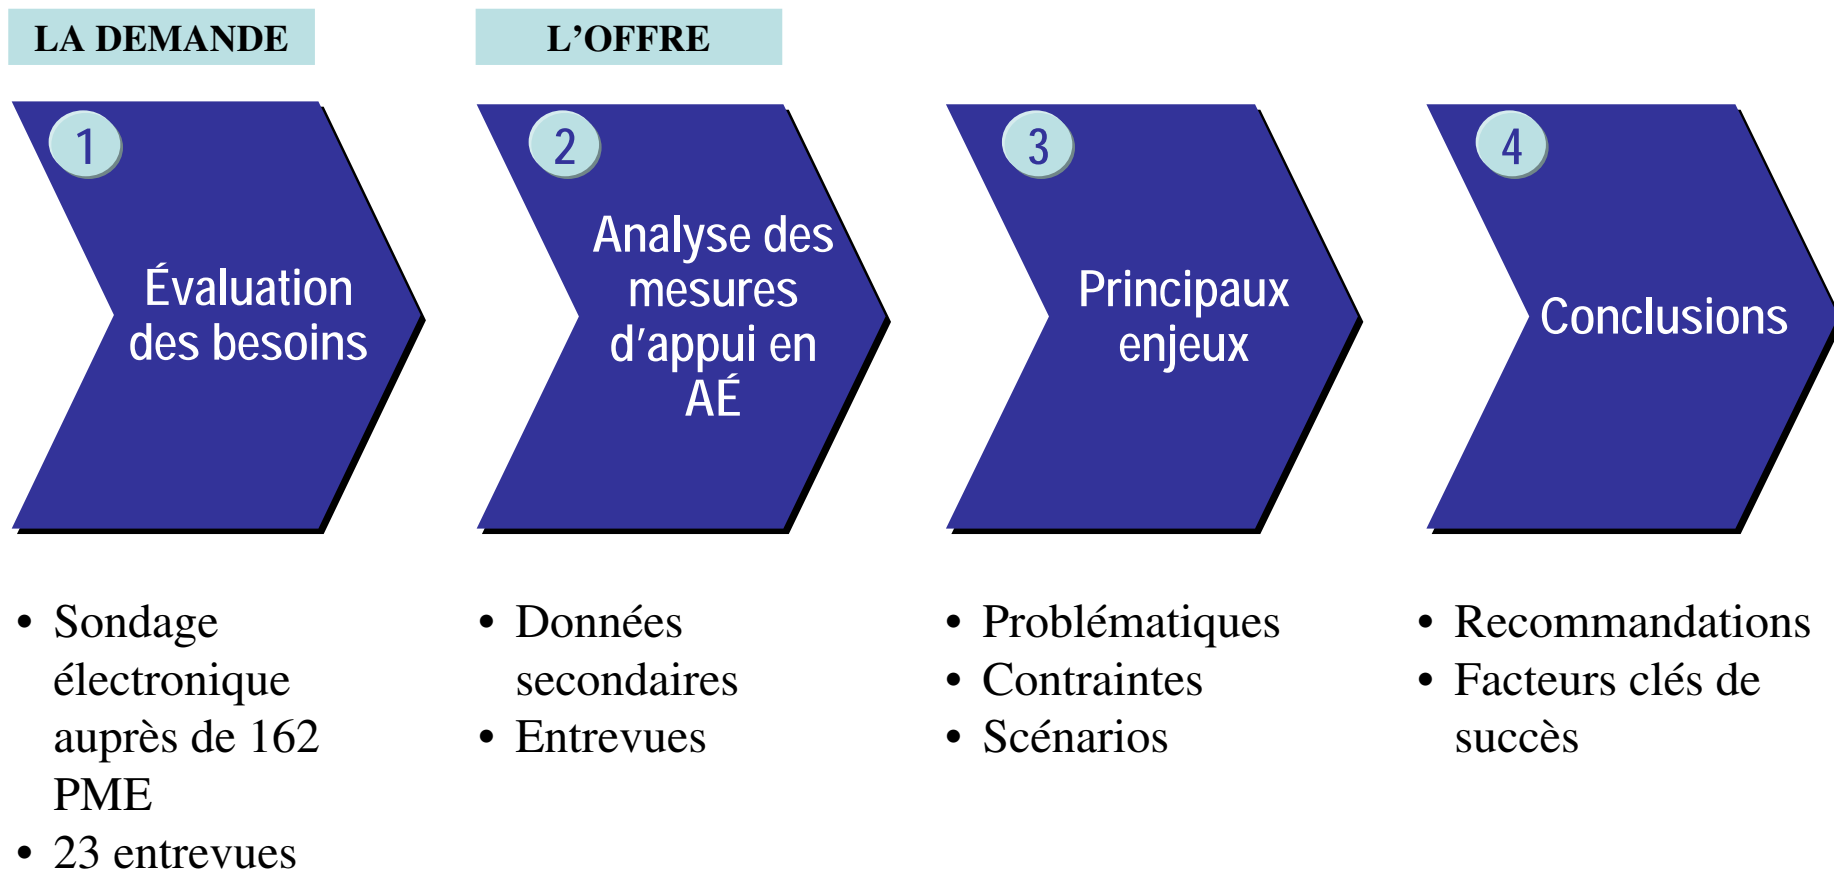 LA DEMANDE
1
Évaluation
des besoins
• Sondage
électronique
auprès de 162
PME
• 23 entrevues
L’OFFRE
2
Analyse des
mesures
d’appui en
AÉ
• Données
secondaires
• Entrevues
3
Principaux
enjeux
• Problématiques
• Contraintes
• Scénarios
4
Conclusions
• Recommandations
• Facteurs clés de
succès